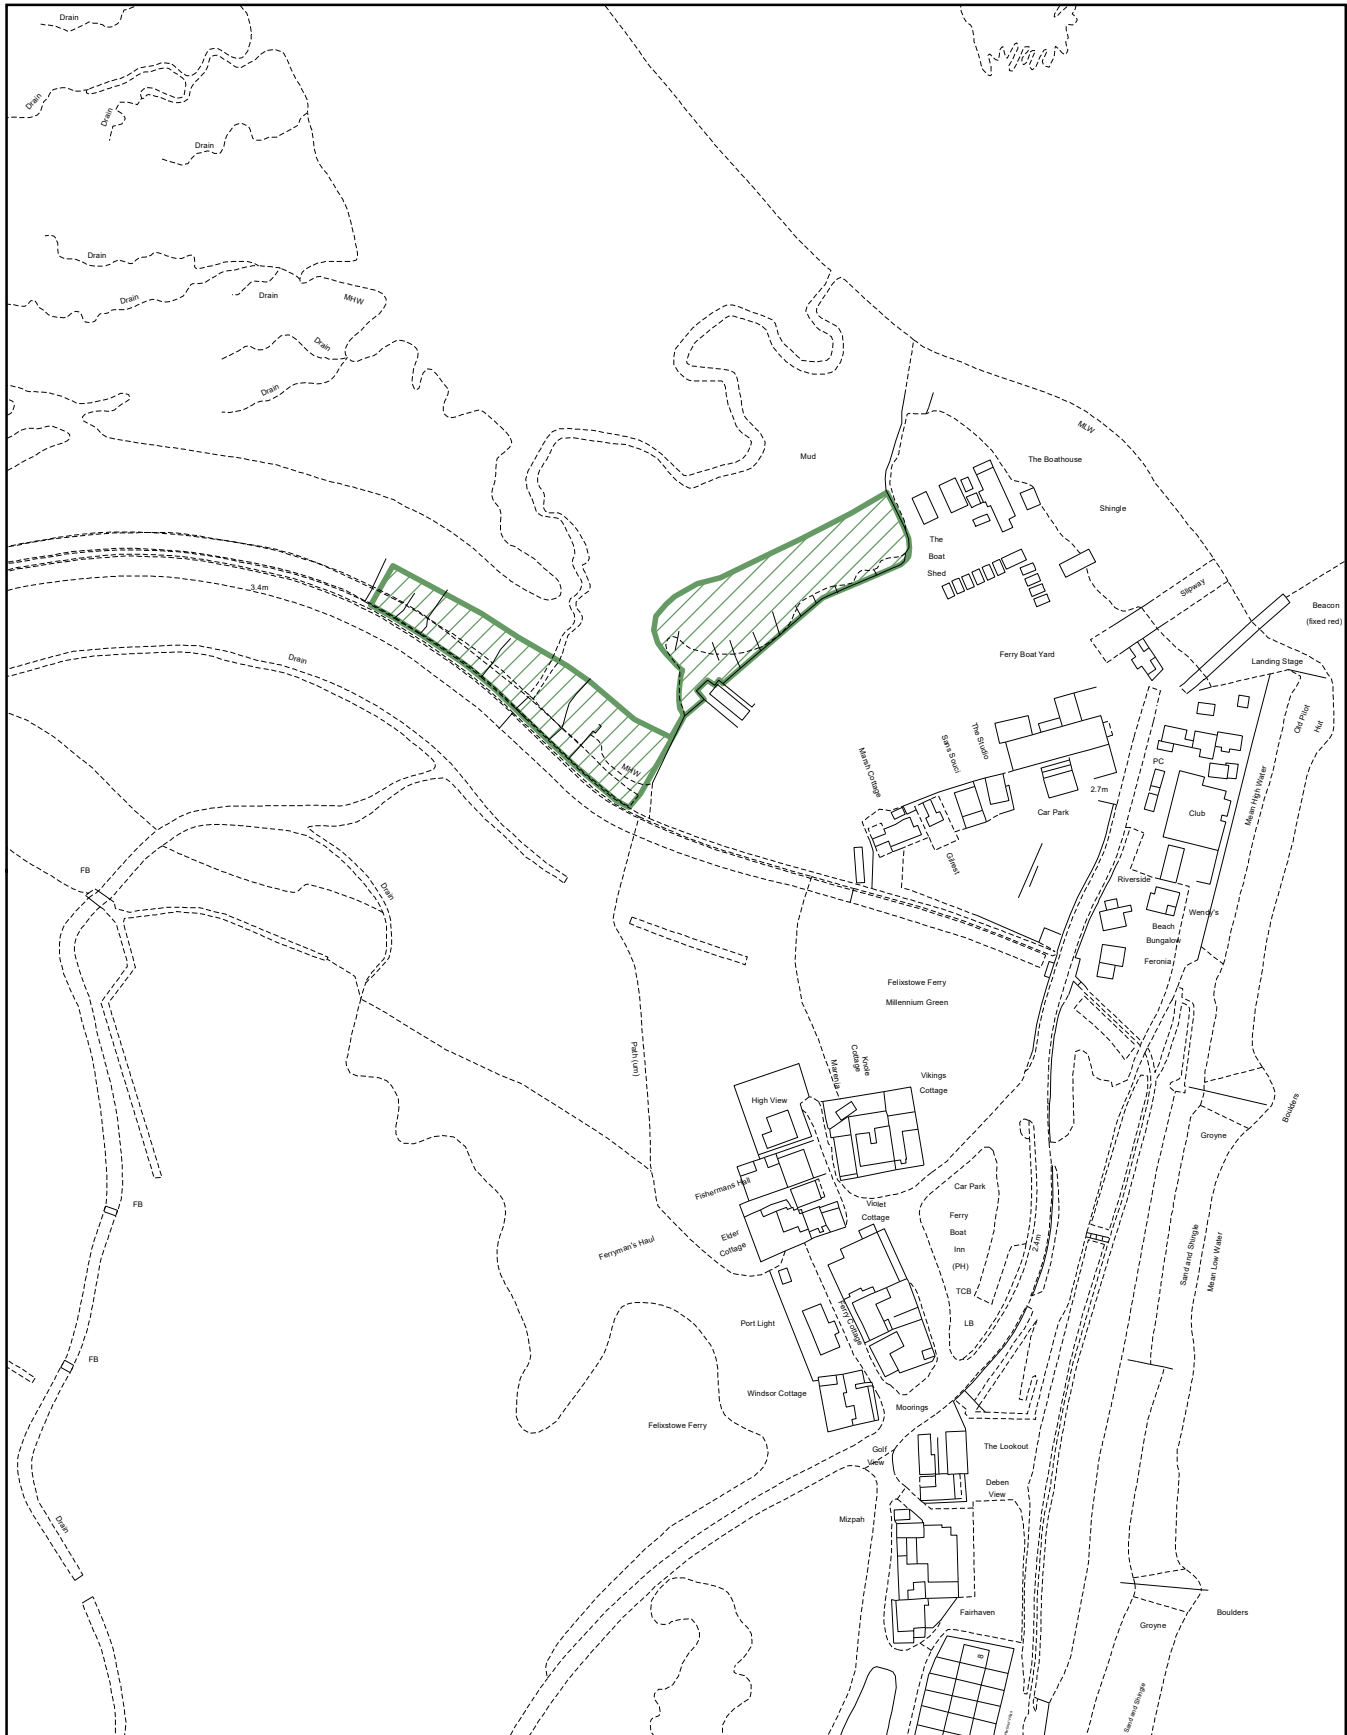 Drain
Drain
Drain
Drain
Drain
Drain
Drain
MHW
Drain
Drain
MLW
Mud
The Boathouse
Shingle
The
Boat
Shed
3.4m
Slipway
Beacon
(fixed red)
Ferry Boat Yard
Landing Stage
Drain
Old Pilot
Hut
The Studio
Sans Souci
Marsh Cottage
PC
MHW
Mean High Water
2.7m
Car Park
Club
Gilrest
FB
Drain
Riverside
Wendy's
Beach
Bungalow
Feronia
Felixstowe Ferry
Millennium Green
Path (um)
Knole
Cottage
Marenia
Vikings
Cottage
High View
Boulders
Groyne
Fishermans Hall
Car Park
FB
Violet
Cottage
Ferry
Boat
Inn
(PH)
Elder
Cottage
Ferryman's Haul
2.4m
Sand and Shingle
Mean Low Water
TCB
LB
Port Light
Ferry Cottage
FB
Windsor Cottage
Moorings
Felixstowe Ferry
Golf
View
The Lookout
Deben
View
Drain
Mizpah
Fairhaven
Boulders
Groyne
8
Sand and Shingle